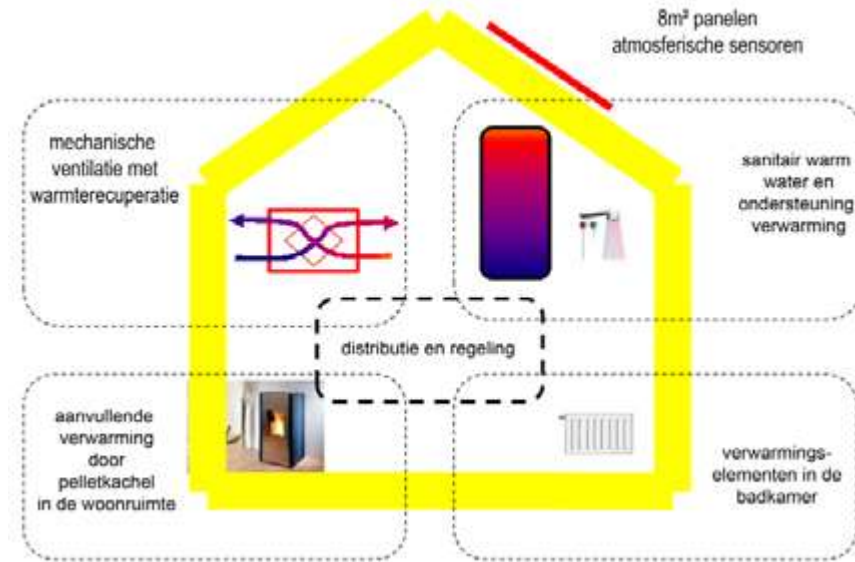 8m² panelen
atmosferische sensoren
mechanische
ventilatie met
warmterecuperatie
sanitair warm
water en
ondersteuning
verwarming
distributie en regeling
aanvullende
verwarming
door
pelletkachel
in de woonruimte
verwarmings-
elementen in de
badkamer